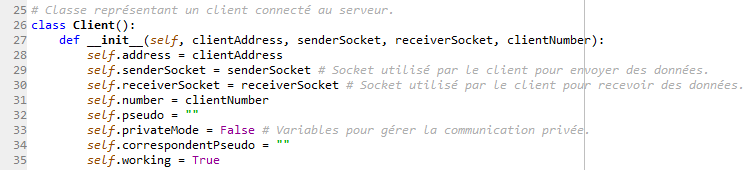 25 # Classe représentant un client connecté au serveur.
26 class Client():
27     def __init__(self, clientAddress, senderSocket, receiverSocket, clientNumber):
28         self.address = clientAddress
29         self.senderSocket = senderSocket # Socket utilisé par le client pour envoyer des données.
30         self.receiverSocket = receiverSocket # Socket utilisé par le client pour recevoir des données.
31         self.number = clientNumber
32         self.pseudo = ""
33         self.privateMode = False # Variables pour gérer la communication privée.
34         self.correspondentPseudo = ""
35         self.working = True